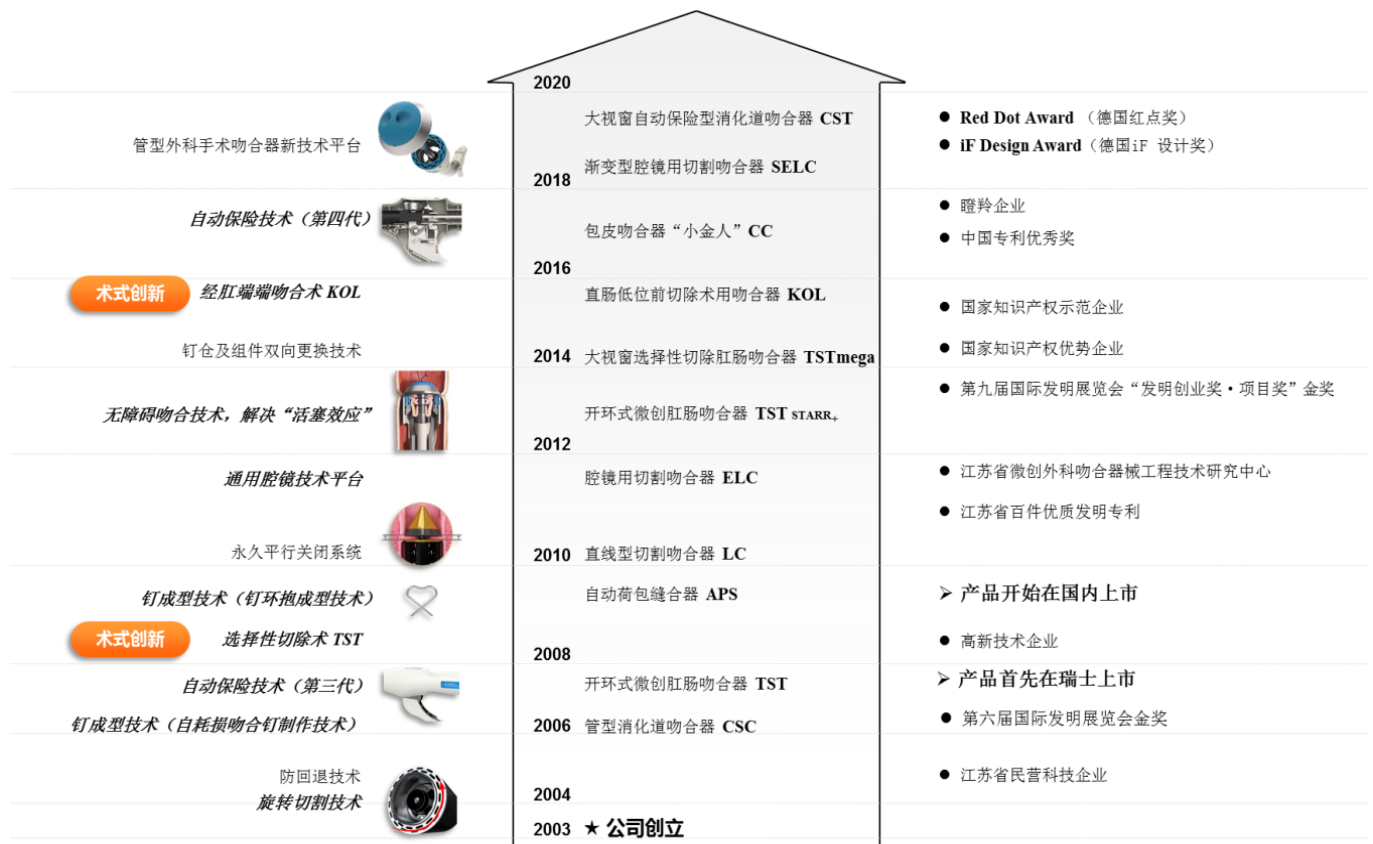 2020
管型外科手术吻合器新技术平台
大视窗自动保险型消化道吻合器 CST
● Red Dot Award （德国红点奖）
● iF Design Award（德国iF 设计奖）
渐变型腔镜用切割吻合器 SELC
2018
自动保险技术（第四代）
包皮吻合器“小金人”CC
● 瞪羚企业
● 中国专利优秀奖
2016
术式创新 经肛端端吻合术 KOL
直肠低位前切除术用吻合器 KOL
● 国家知识产权示范企业
钉仓及组件双向更换技术
2014 大视窗选择性切除肛肠吻合器 TSTmega
● 国家知识产权优势企业
● 第九届国际发明展览会“发明创业奖·项目奖”金奖
无障碍吻合技术，解决“活塞效应”
开环式微创肛肠吻合器 TST STARR+
2012
通用腔镜技术平台
腔镜用切割吻合器 ELC
● 江苏省微创外科吻合器械工程技术研究中心
● 江苏省百件优质发明专利
永久平行关闭系统
2010 直线型切割吻合器 LC
钉成型技术（钉环抱成型技术）
自动荷包缝合器 APS
➢ 产品开始在国内上市
术式创新 选择性切除术 TST
● 高新技术企业
2008
自动保险技术（第三代）
开环式微创肛肠吻合器 TST
➢ 产品首先在瑞士上市
钉成型技术（自耗损吻合钉制作技术）
2006 管型消化道吻合器 CSC
● 第六届国际发明展览会金奖
防回退技术
旋转切割技术
● 江苏省民营科技企业
2004
2003 ★ 公司创立